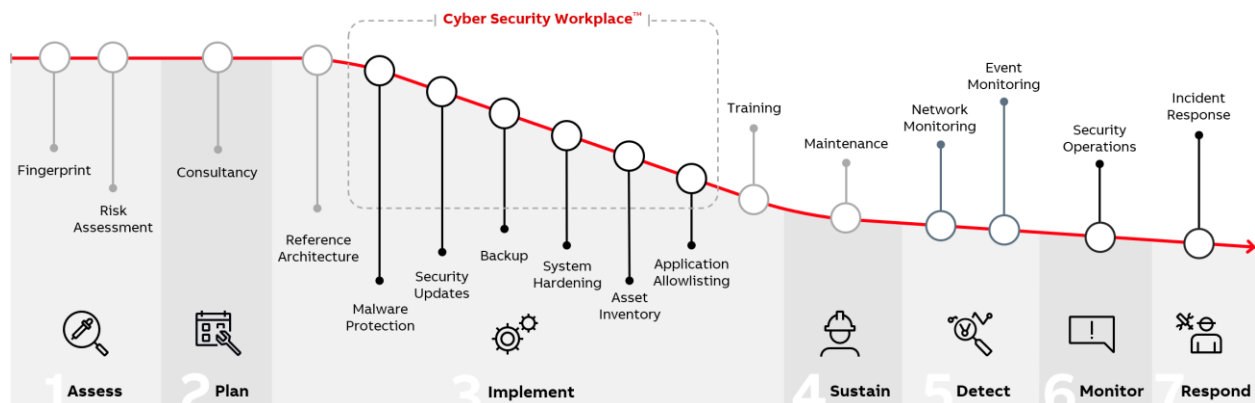 Cyber Security Workplace™
Fingerprint
Risk
Assessment
Consultancy
Reference
Architecture
Malware
Protection
Security
Updates
Backup
System
Hardening
Asset
Inventory
Application
Allowlisting
Training
Maintenance
Network
Monitoring
Event
Monitoring
Security
Operations
Incident
Response
!
1 Assess
2 Plan
3 Implement
4 Sustain
5 Detect
6 Monitor
7 Respond